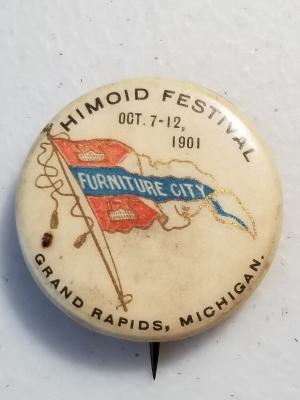 HIMOID FESTIVAL
OCT. 7-12,
1901
FURNITURE CITY
GRAND RAPIDS, MICHIGAN.